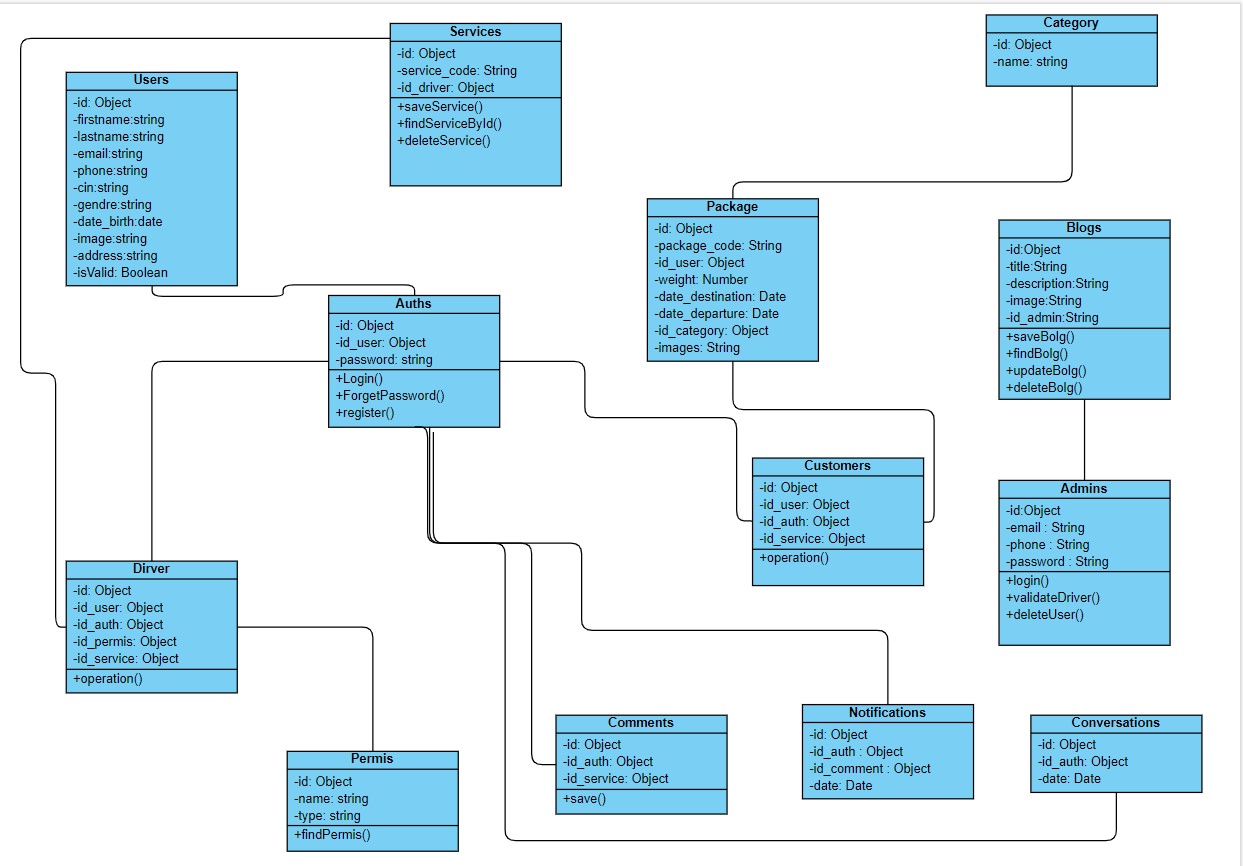 Services
-id: Object
-service_code: String
-id_driver: Object
+saveService()
+findServiceById()
+deleteService()
Category
-id: Object
-name: string
Users
-id: Object
-firstname:string
-lastname:string
-email:string
-phone:string
-cin:string
-gendre:string
-date_birth:date
-image:string
-address:string
-isValid: Boolean
Package
-id: Object
-package_code: String
-id_user: Object
-weight: Number
-date_destination: Date
-date_departure: Date
-id_category: Object
-images: String
Blogs
-id:Object
-title:String
-description:String
-image:String
-id_admin:String
+saveBolg()
+findBolg()
+updateBolg()
+deleteBolg()
Auths
-id: Object
-id_user: Object
-password: string
+Login()
+ForgetPassword()
+register()
Customers
-id: Object
-id_user: Object
-id_auth: Object
-id_service: Object
+operation()
Admins
-id:Object
-email : String
-phone : String
-password : String
+login()
+validateDriver()
+deleteUser()
Dirver
-id: Object
-id_user: Object
-id_auth: Object
-id_permis: Object
-id_service: Object
+operation()
Permis
-id: Object
-name: string
-type: string
+findPermis()
Comments
-id: Object
-id_auth: Object
-id_service: Object
+save()
Notifications
-id: Object
-id_auth : Object
-id_comment : Object
-date: Date
Conversations
-id: Object
-id_auth: Object
-date: Date